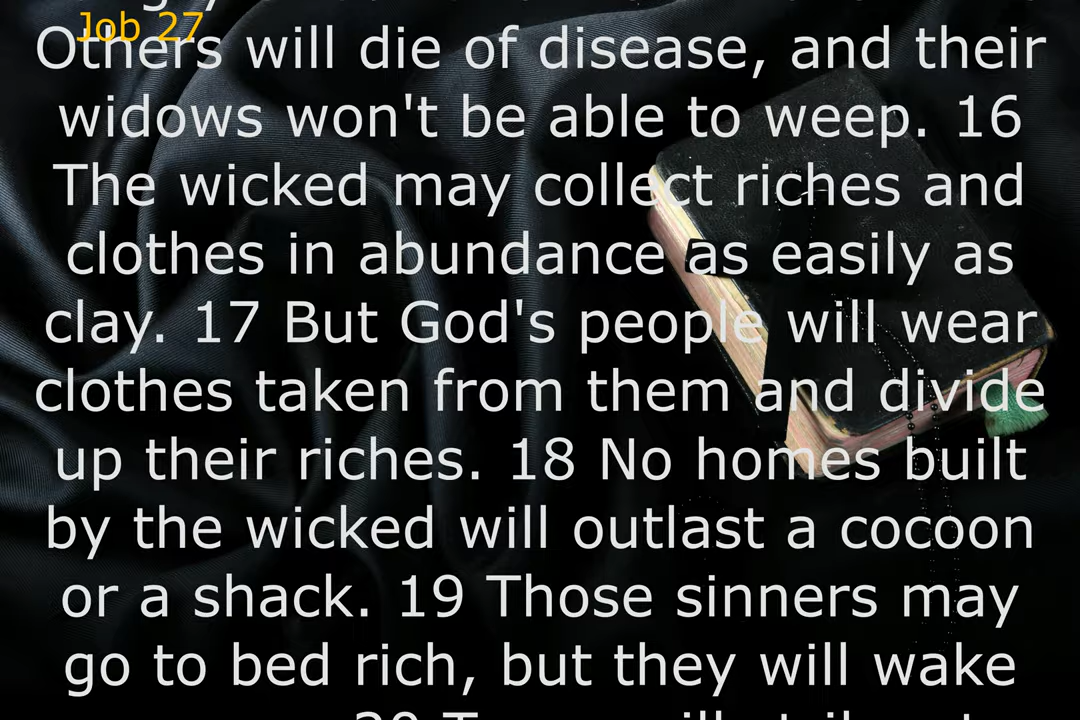 Job 27
Others will die of disease, and their
widows won't be able to weep. 16
The wicked may collect riches and
clothes in abundance as easily as
clay. 17 But God's people will wear
clothes taken from them and divide
up their riches. 18 No homes built
by the wicked will outlast a cocoon
or a shack. 19 Those sinners may
go to bed rich, but they will wake